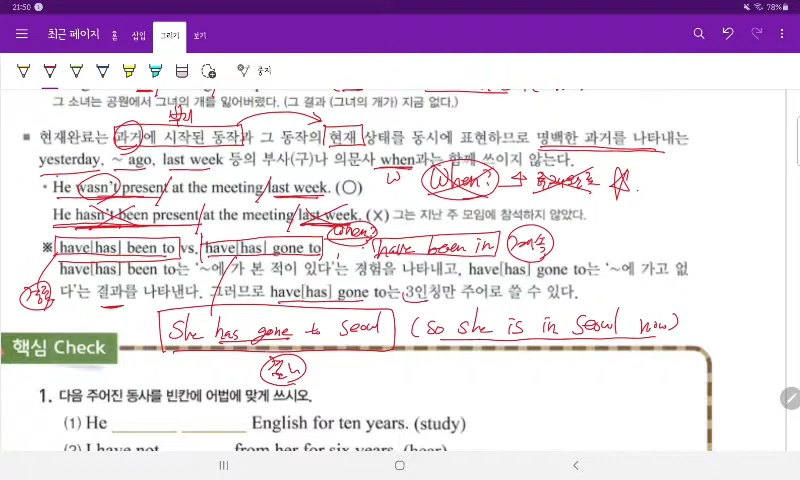 21:50 78%
최근 페이지 홈 삽입 그리기 보기
중지
그 소녀는 공원에서 그녀의 개를 잃어버렸다. (그 결과 (그녀의 개가) 지금 없다.)
■ 현재완료는 과거에 시작된 동작과 그 동작의 현재 상태를 동시에 표현하므로 명백한 과거를 나타내는
yesterday, ~ ago, last week 등의 부사(구)나 의문사 when과는 함께 쓰이지 않는다.
When?
• He wasn't present at the meeting last week. (○)
He hasn't been present at the meeting last week. (×) 그는 지난 주 모임에 참석하지 않았다.
When?
※ have[has] been to vs. have[has] gone to have been in 계속
have[has] been to는 '~에 가 본 적이 있다'는 경험을 나타내고, have[has] gone to는 '~에 가고 없
다'는 결과를 나타낸다. 그러므로 have[has] gone to는 3인칭만 주어로 쓸 수 있다.
경험
She has gone to Seoul (so she is in Seoul now)
핵심 Check
1. 다음 주어진 동사를 빈칸에 어법에 맞게 쓰시오.
(1) He ________ ________ English for ten years. (study)
(2) I have not ________ from her for six years. (hear)